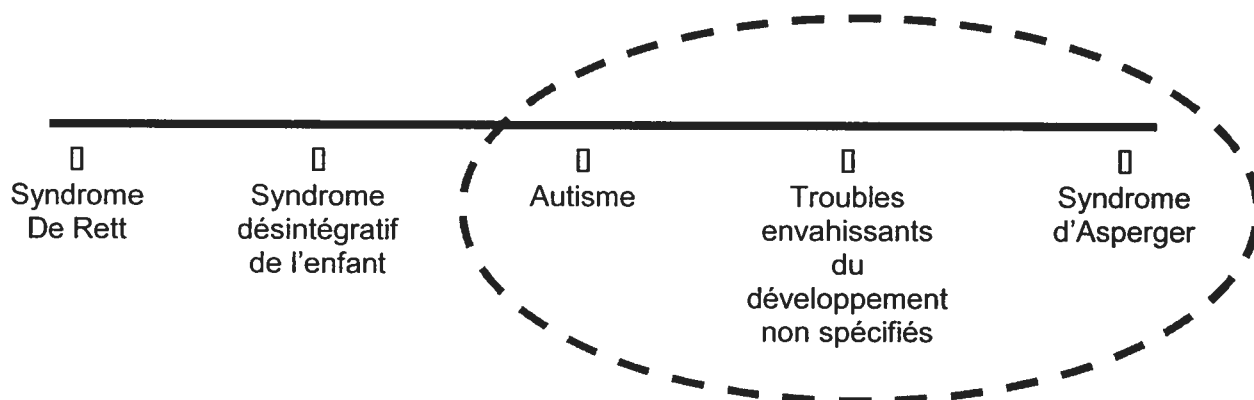 Syndrome
De Rett
Syndrome
désintégratif
de l'enfant
Autisme
Troubles
envahissants
du
développement
non spécifiés
Syndrome
d'Asperger